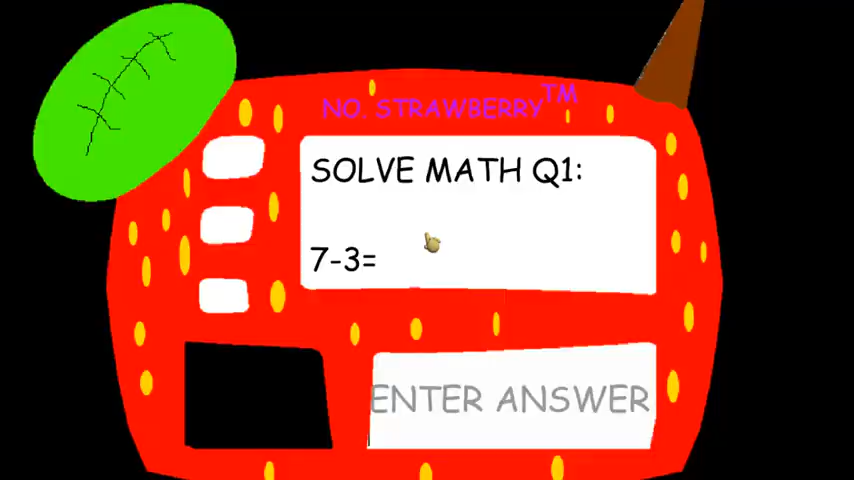 NO. STRAWBERRY™
SOLVE MATH Q1:
7-3=
ENTER ANSWER